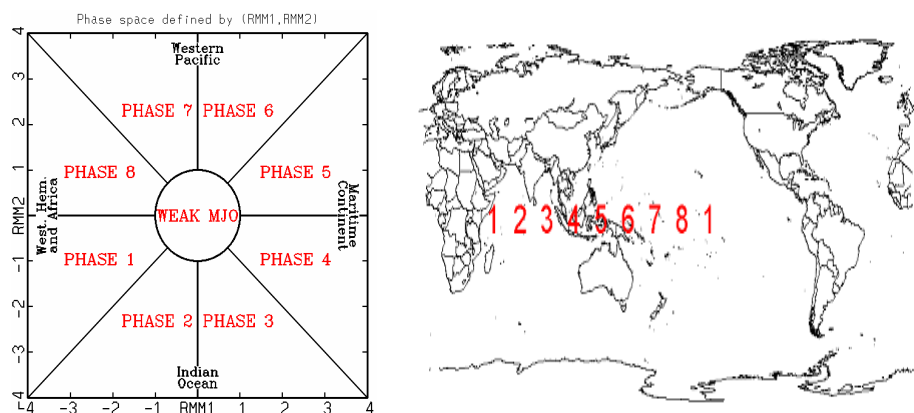 Phase space defined by (RMM1,RMM2)
4
Western
Pacific
3
PHASE 7 PHASE 6
2
PHASE 8 PHASE 5
1
RMM2
0
West. Hem.
and Africa
WEAK MJO
Maritime
Continent
-1
PHASE 1 PHASE 4
-2
PHASE 2 PHASE 3
-3
Indian
Ocean
-4
-4 -3 -2 -1 RMM1 1 2 3 4
1 2 3 4 5 6 7 8 1